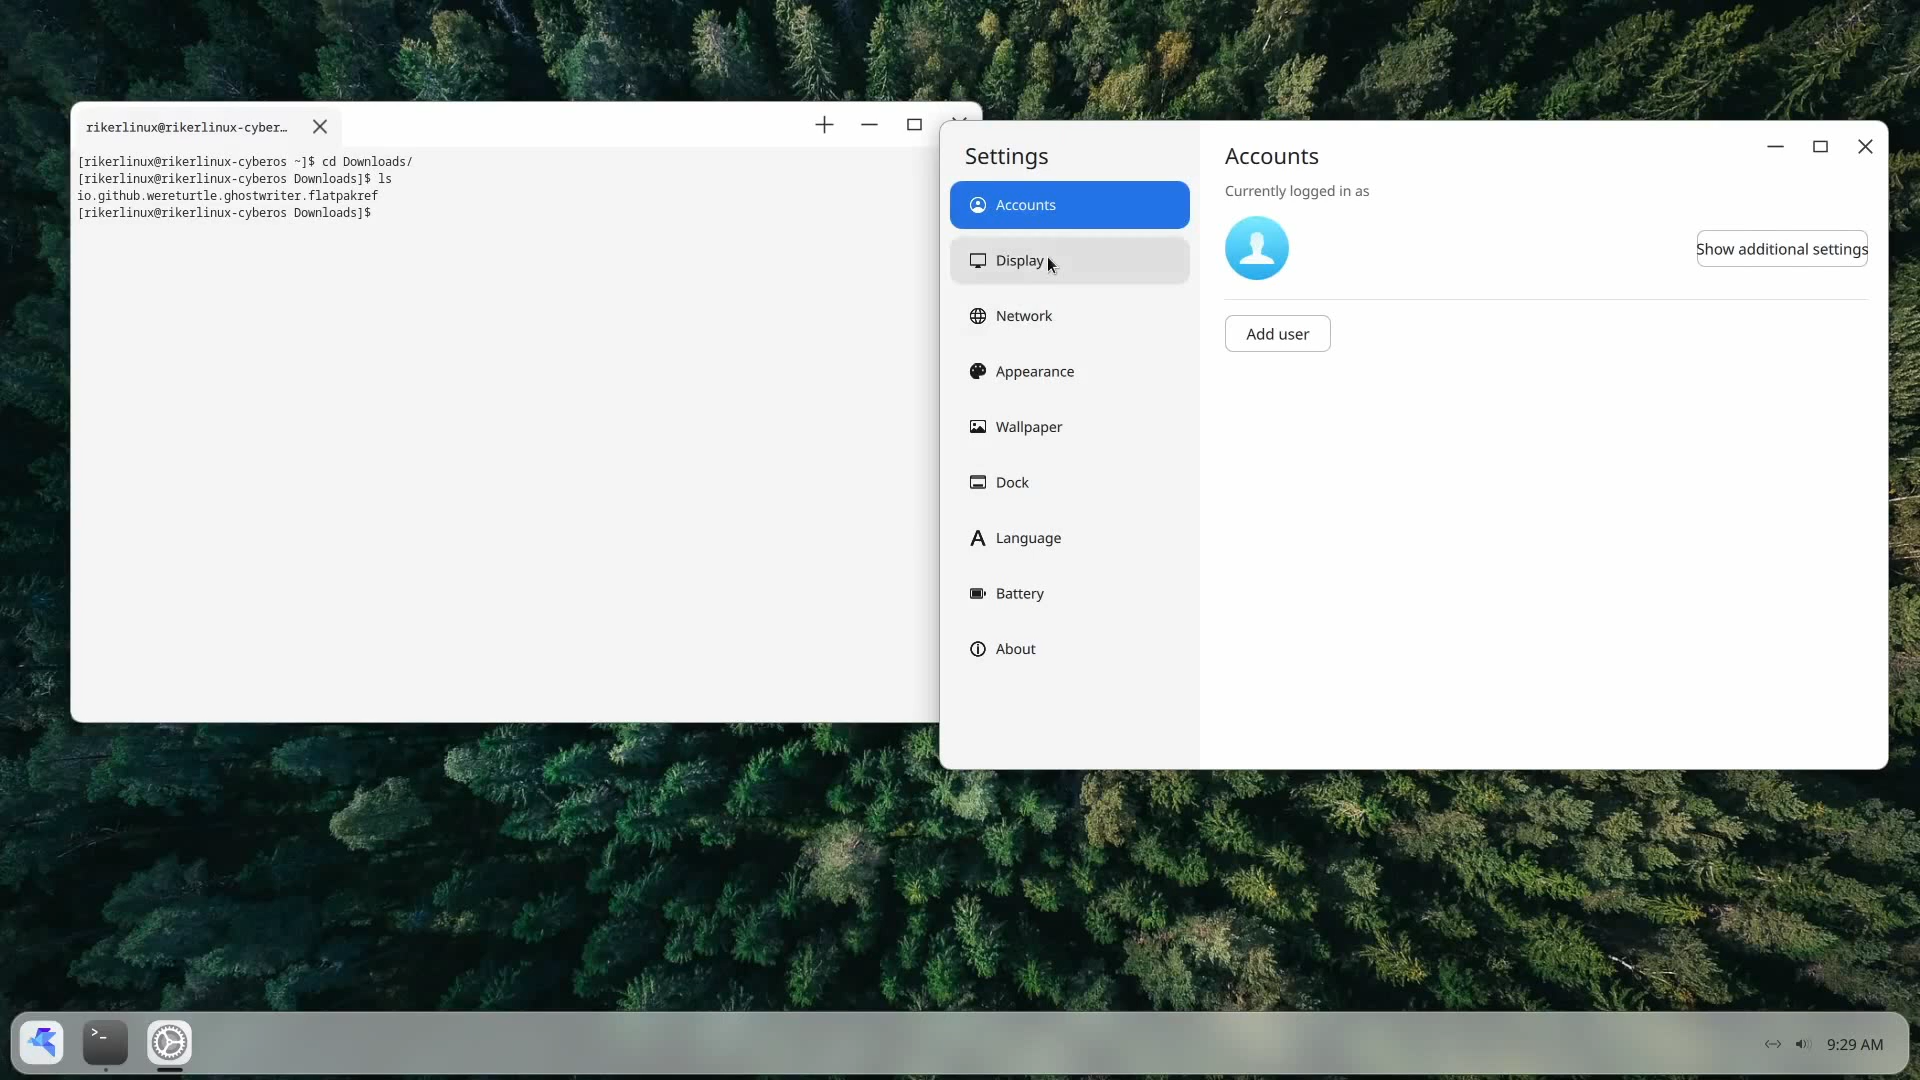 rikerlinux@rikerlinux-cyber…
[rikerlinux@rikerlinux-cyberos ~]$ cd Downloads/
[rikerlinux@rikerlinux-cyberos Downloads]$ ls
io.github.wereturtle.ghostwriter.flatpakref
[rikerlinux@rikerlinux-cyberos Downloads]$
Settings
Accounts
Display
Network
Appearance
Wallpaper
Dock
Language
Battery
About
Accounts
Currently logged in as
Show additional settings
Add user
>_
9:29 AM